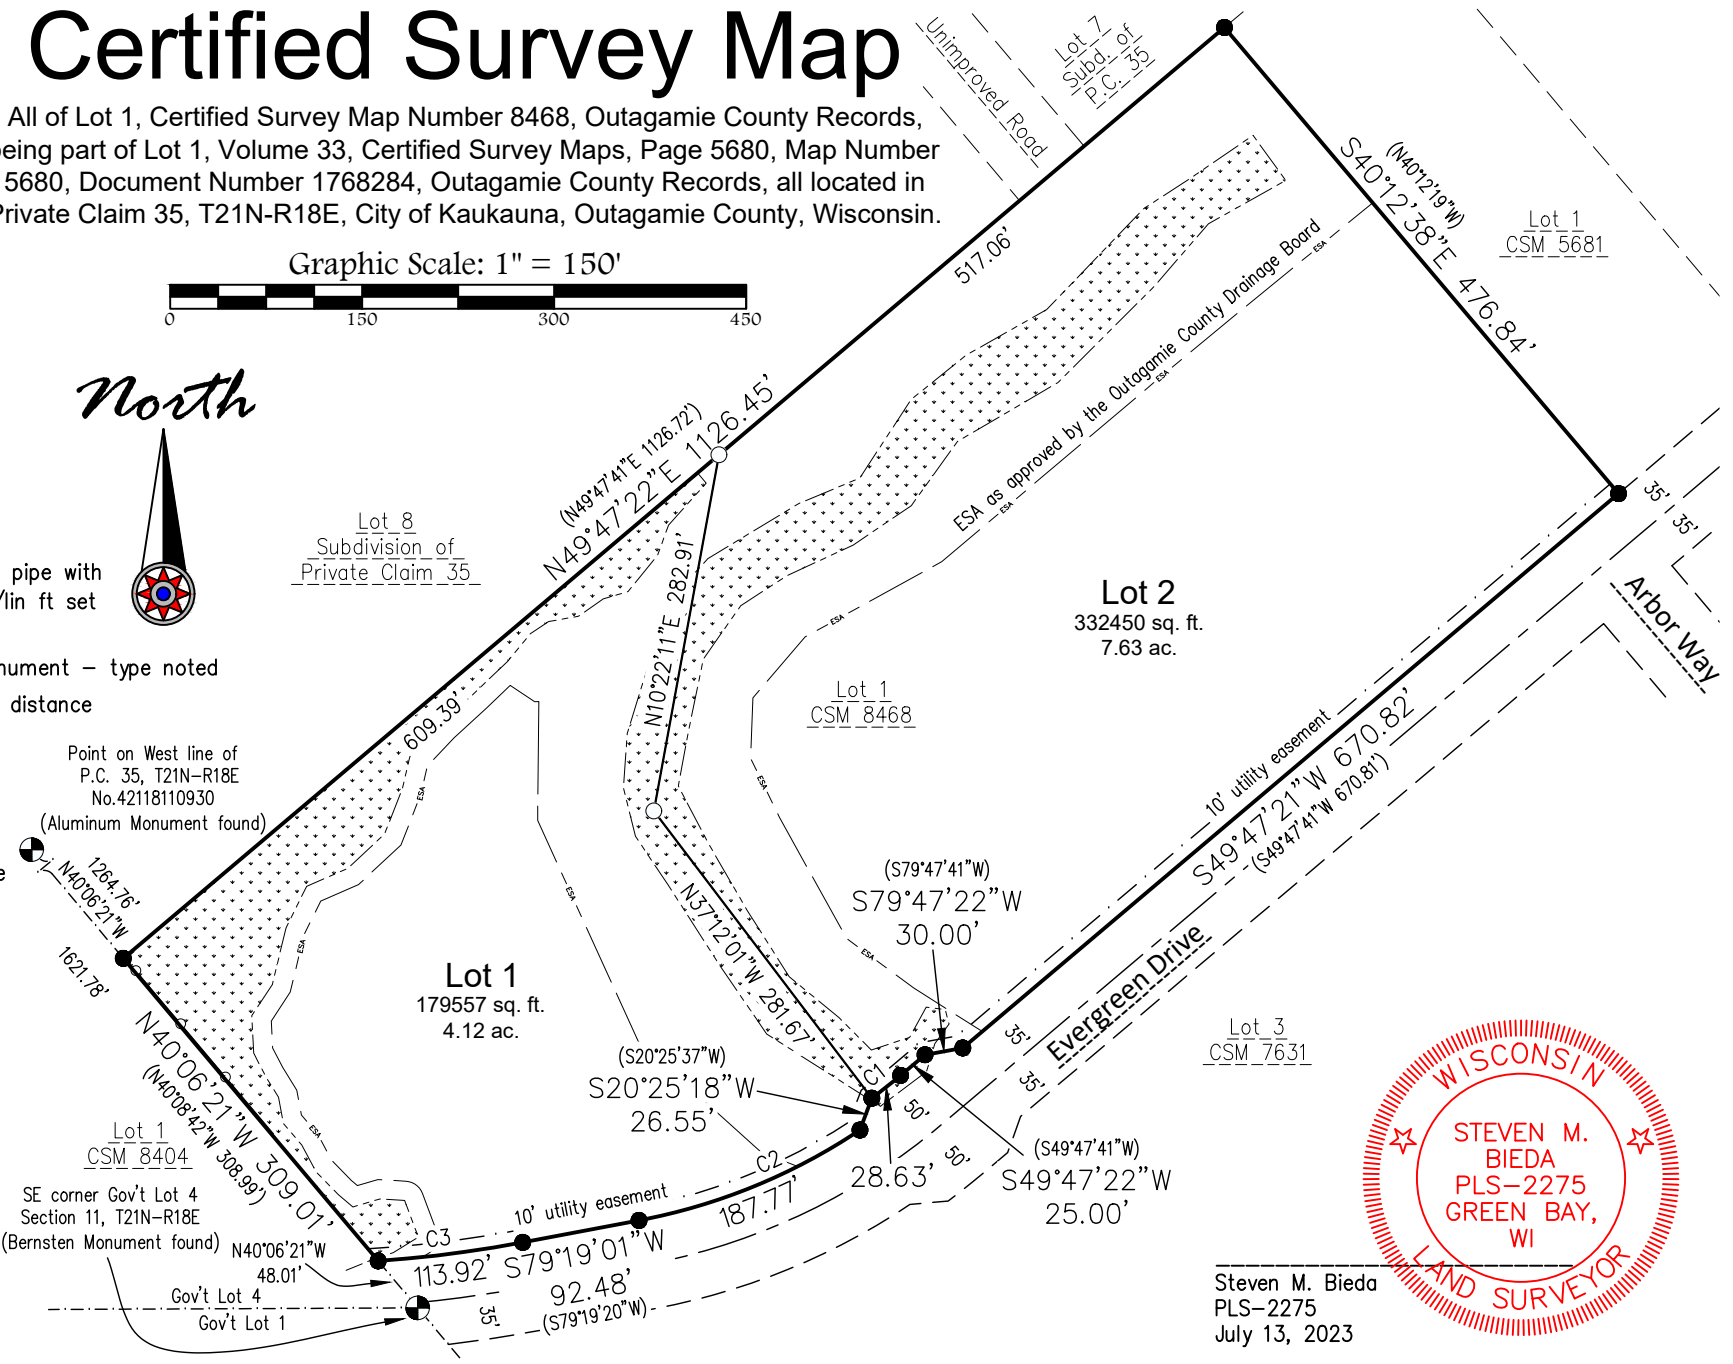 Certified Survey Map
All of Lot 1, Certified Survey Map Number 8468, Outagamie County Records,
being part of Lot 1, Volume 33, Certified Survey Maps, Page 5680, Map Number
5680, Document Number 1768284, Outagamie County Records, all located in
Private Claim 35, T21N-R18E, City of Kaukauna, Outagamie County, Wisconsin.
Graphic Scale: 1" = 150'
0 150 300 450
North
pipe with
/lin ft set
nument – type noted
distance
Unimproved Road
Lot 7
Subd. of
P.C. 35
517.06'
(N40°12'19"W)
S40°12'38"E 476.84'
Lot 1
CSM 5681
(N49°47'41"E 1126.72')
N49°47'22"E 1126.45'
Lot 8
Subdivision of
Private Claim 35
ESA as approved by the Outagamie County Drainage Board
ESA
ESA
ESA
ESA
ESA
ESA
ESA
ESA
ESA
ESA
N10°22'11"E 282.91'
609.39'
Lot 2
332450 sq. ft.
7.63 ac.
Lot 1
CSM 8468
35'
35'
Arbor Way
Point on West line of
P.C. 35, T21N–R18E
No.42118110930
(Aluminum Monument found)
e
1264.76'
N40°06'21"W
1621.78'
10' utility easement
S49°47'21"W 670.82'
(S49°47'41"W 670.81')
(S79°47'41"W)
S79°47'22"W
30.00'
N37°12'01"W 281.67'
Evergreen Drive
35'
35'
Lot 1
179557 sq. ft.
4.12 ac.
Lot 3
CSM 7631
(S20°25'37"W)
S20°25'18"W
26.55'
C1
50'
50'
28.63'
(S49°47'41"W)
S49°47'22"W
25.00'
N40°06'21"W 309.01'
(N40°08'42"W 308.99')
Lot 1
CSM 8404
C2
187.77'
10' utility easement
C3
113.92'
S79°19'01"W
92.48'
(S79°19'20"W)
35'
SE corner Gov't Lot 4
Section 11, T21N–R18E
(Bernsten Monument found)
N40°06'21"W
48.01'
Gov't Lot 4
Gov't Lot 1
WISCONSIN
STEVEN M.
BIEDA
PLS–2275
GREEN BAY,
WI
LAND SURVEYOR
Steven M. Bieda
PLS–2275
July 13, 2023